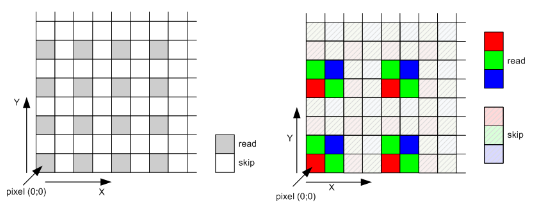 Y
read
skip
X
pixel (0;0)
read
skip
Y
X
pixel (0;0)